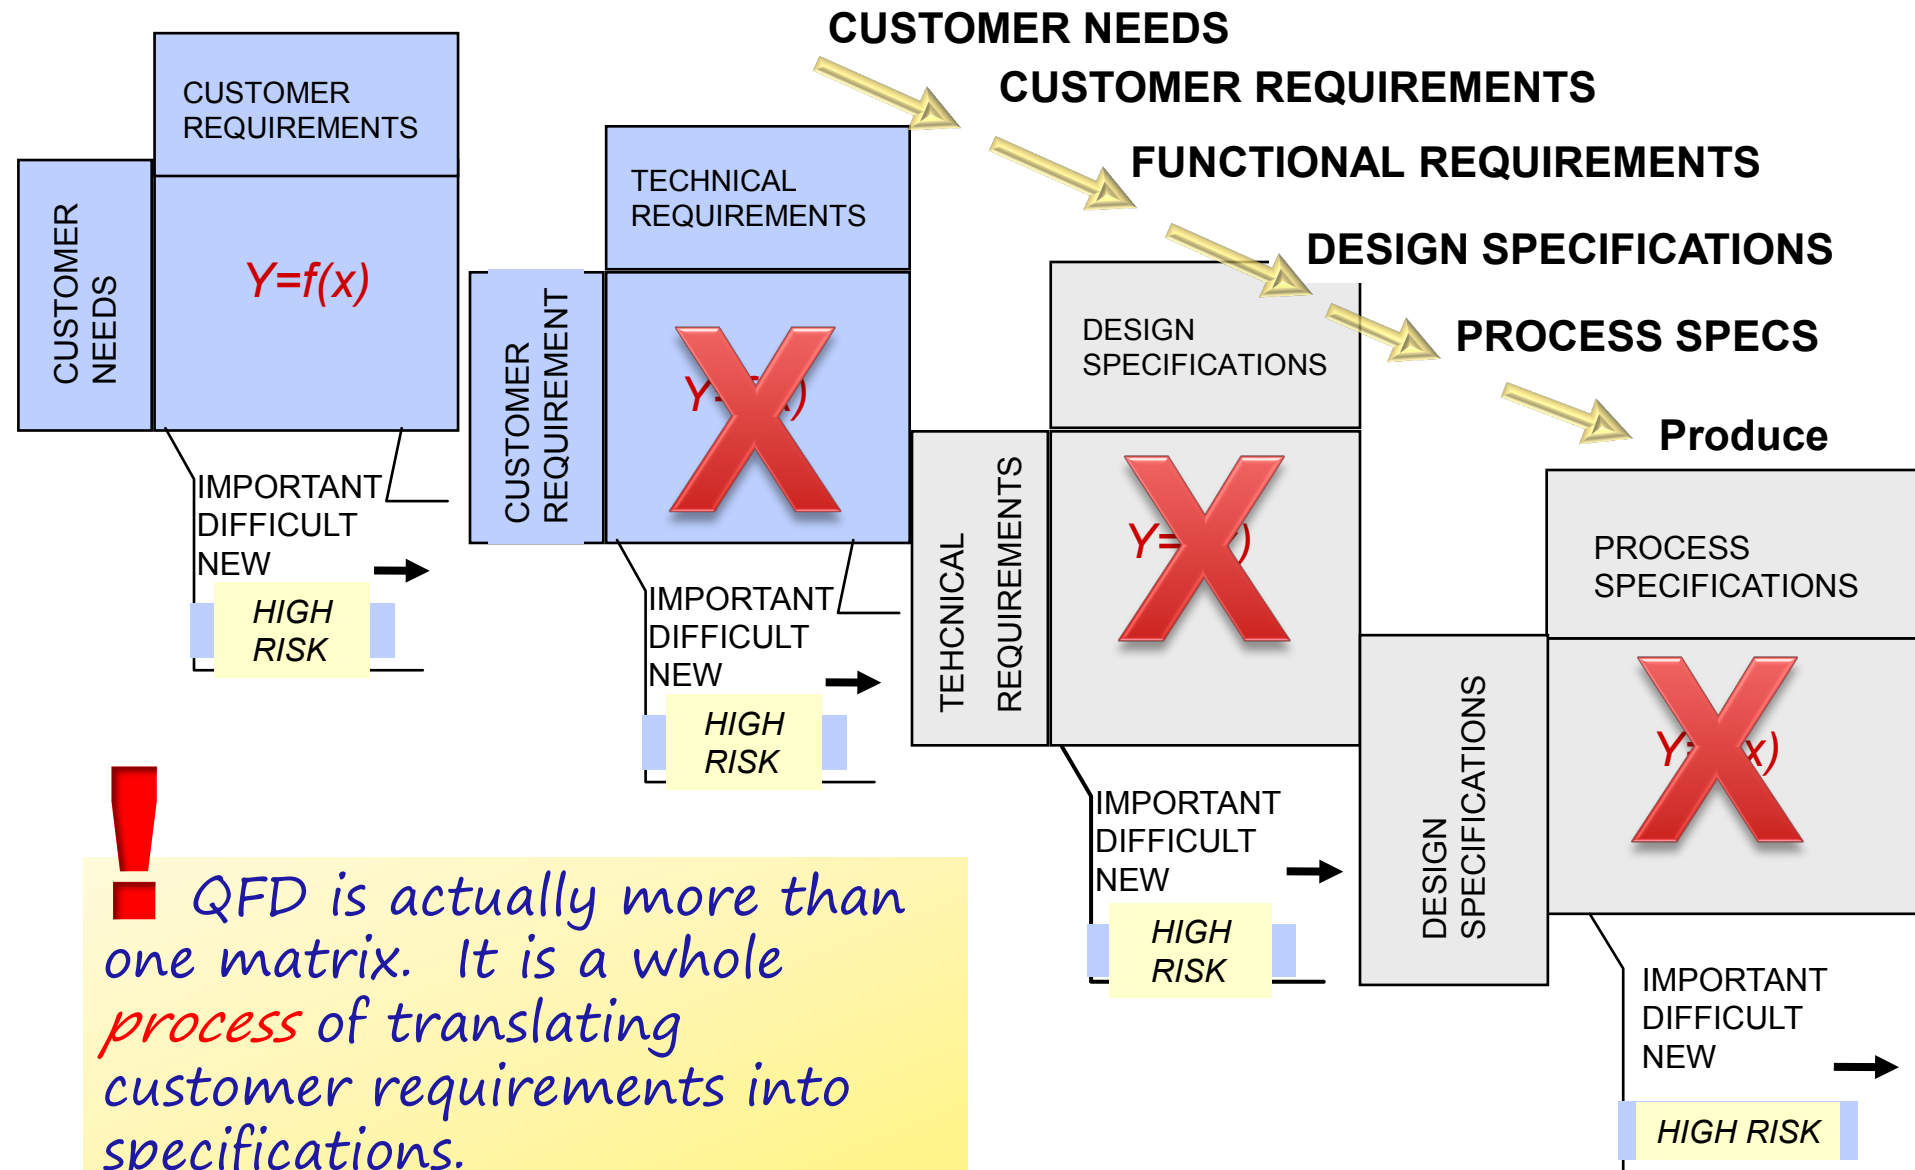 CUSTOMER NEEDS
CUSTOMER REQUIREMENTS
FUNCTIONAL REQUIREMENTS
DESIGN SPECIFICATIONS
PROCESS SPECS
Produce
CUSTOMER
REQUIREMENTS
CUSTOMER
NEEDS
Y=f(x)
IMPORTANT
DIFFICULT
NEW
HIGH
RISK
TECHNICAL
REQUIREMENTS
CUSTOMER
REQUIREMENT
Y= )
IMPORTANT
DIFFICULT
NEW
HIGH
RISK
DESIGN
SPECIFICATIONS
TEHCNICAL
REQUIREMENTS
Y= )
IMPORTANT
DIFFICULT
NEW
HIGH
RISK
PROCESS
SPECIFICATIONS
DESIGN
SPECIFICATIONS
Y= x)
IMPORTANT
DIFFICULT
NEW
HIGH RISK
! QFD is actually more than
one matrix. It is a whole
process of translating
customer requirements into
specifications.